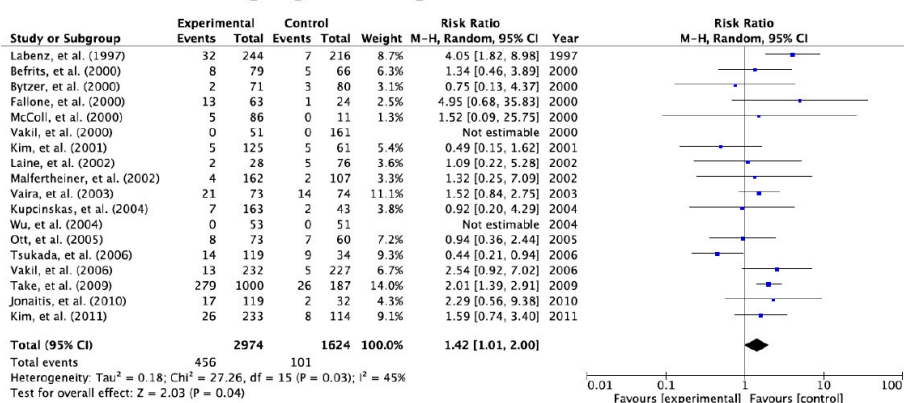 Experimental Control Risk Ratio Risk Ratio
Study or Subgroup Events Total Events Total Weight M-H, Random, 95% CI Year M-H, Random, 95% CI
Labenz, et al. (1997) 32 244 7 216 8.7% 4.05 [1.82, 8.98] 1997
Befrits, et al. (2000) 8 79 5 66 6.4% 1.34 [0.46, 3.89] 2000
Bytzer, et al. (2000) 2 71 3 80 3.1% 0.75 [0.13, 4.37] 2000
Fallone, et al. (2000) 13 63 1 24 2.5% 4.95 [0.68, 35.83] 2000
McColl, et al. (2000) 5 86 0 11 1.3% 1.52 [0.09, 25.75] 2000
Vakil, et al. (2000) 0 51 0 161 Not estimable 2000
Kim, et al. (2001) 5 125 5 61 5.4% 0.49 [0.15, 1.62] 2001
Laine, et al. (2002) 2 28 5 76 3.6% 1.09 [0.22, 5.28] 2002
Malfertheiner, et al. (2002) 4 162 2 107 3.3% 1.32 [0.25, 7.09] 2002
Vaira, et al. (2003) 21 73 14 74 11.1% 1.52 [0.84, 2.75] 2003
Kupcinskas, et al. (2004) 7 163 2 43 3.8% 0.92 [0.20, 4.29] 2004
Wu, et al. (2004) 0 53 0 51 Not estimable 2004
Ott, et al. (2005) 8 73 7 60 7.2% 0.94 [0.36, 2.44] 2005
Tsukada, et al. (2006) 14 119 9 34 9.3% 0.44 [0.21, 0.94] 2006
Vakil, et al. (2006) 13 232 5 227 6.7% 2.54 [0.92, 7.02] 2006
Take, et al. (2009) 279 1000 26 187 14.0% 2.01 [1.39, 2.91] 2009
Jonaitis, et al. (2010) 17 119 2 32 4.3% 2.29 [0.56, 9.38] 2010
Kim, et al. (2011) 26 233 8 114 9.1% 1.59 [0.74, 3.40] 2011
Total (95% CI) 2974 1624 100.0% 1.42 [1.01, 2.00]
Total events 456 101
Heterogeneity: Tau² = 0.18; Chi² = 27.26, df = 15 (P = 0.03); I² = 45%
Test for overall effect: Z = 2.03 (P = 0.04)
0.01 0.1 1 10 100
Favours [experimental] Favours [control]